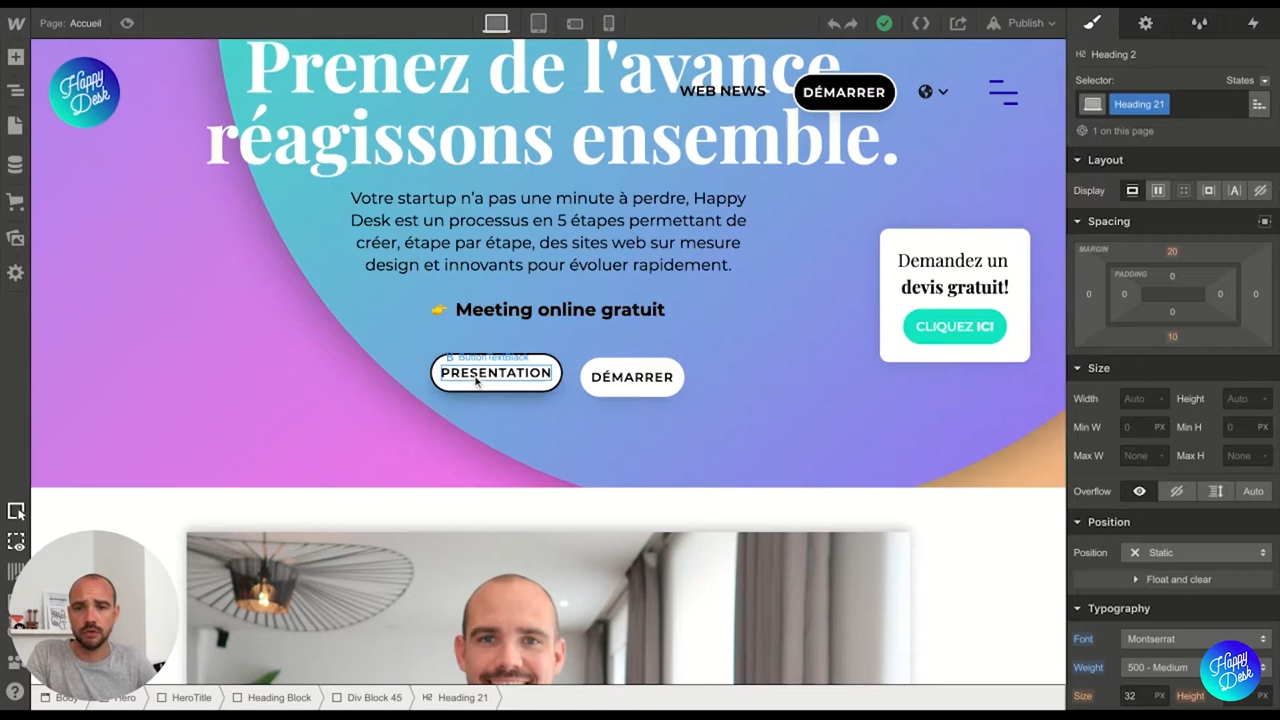 Page: Accueil
Publish
Prenez de l'avance
réagissons ensemble.
Happy
Desk
WEB NEWS
DÉMARRER
Votre startup n'a pas une minute à perdre, Happy
Desk est un processus en 5 étapes permettant de
créer, étape par étape, des sites web sur mesure
design et innovants pour évoluer rapidement.
👉 Meeting online gratuit
B ButtonTextBlack
PRESENTATION
DÉMARRER
Demandez un
devis gratuit!
CLIQUEZ ICI
Body
Hero
HeroTitle
Heading Block
Div Block 45
H2 Heading 21
H2 Heading 2
Selector:
States
Heading 21
1 on this page
Layout
Display
Spacing
MARGIN
20
PADDING
0
0
0
0
0
0
10
Size
Width Auto - Height Auto -
Min W 0 PX Min H 0 PX
Max W None - Max H None -
Overflow Auto
Position
Position Static
Float and clear
Typography
Font Montserrat
Weight 500 - Medium
Size 32 PX Height PX
Happy
Desk